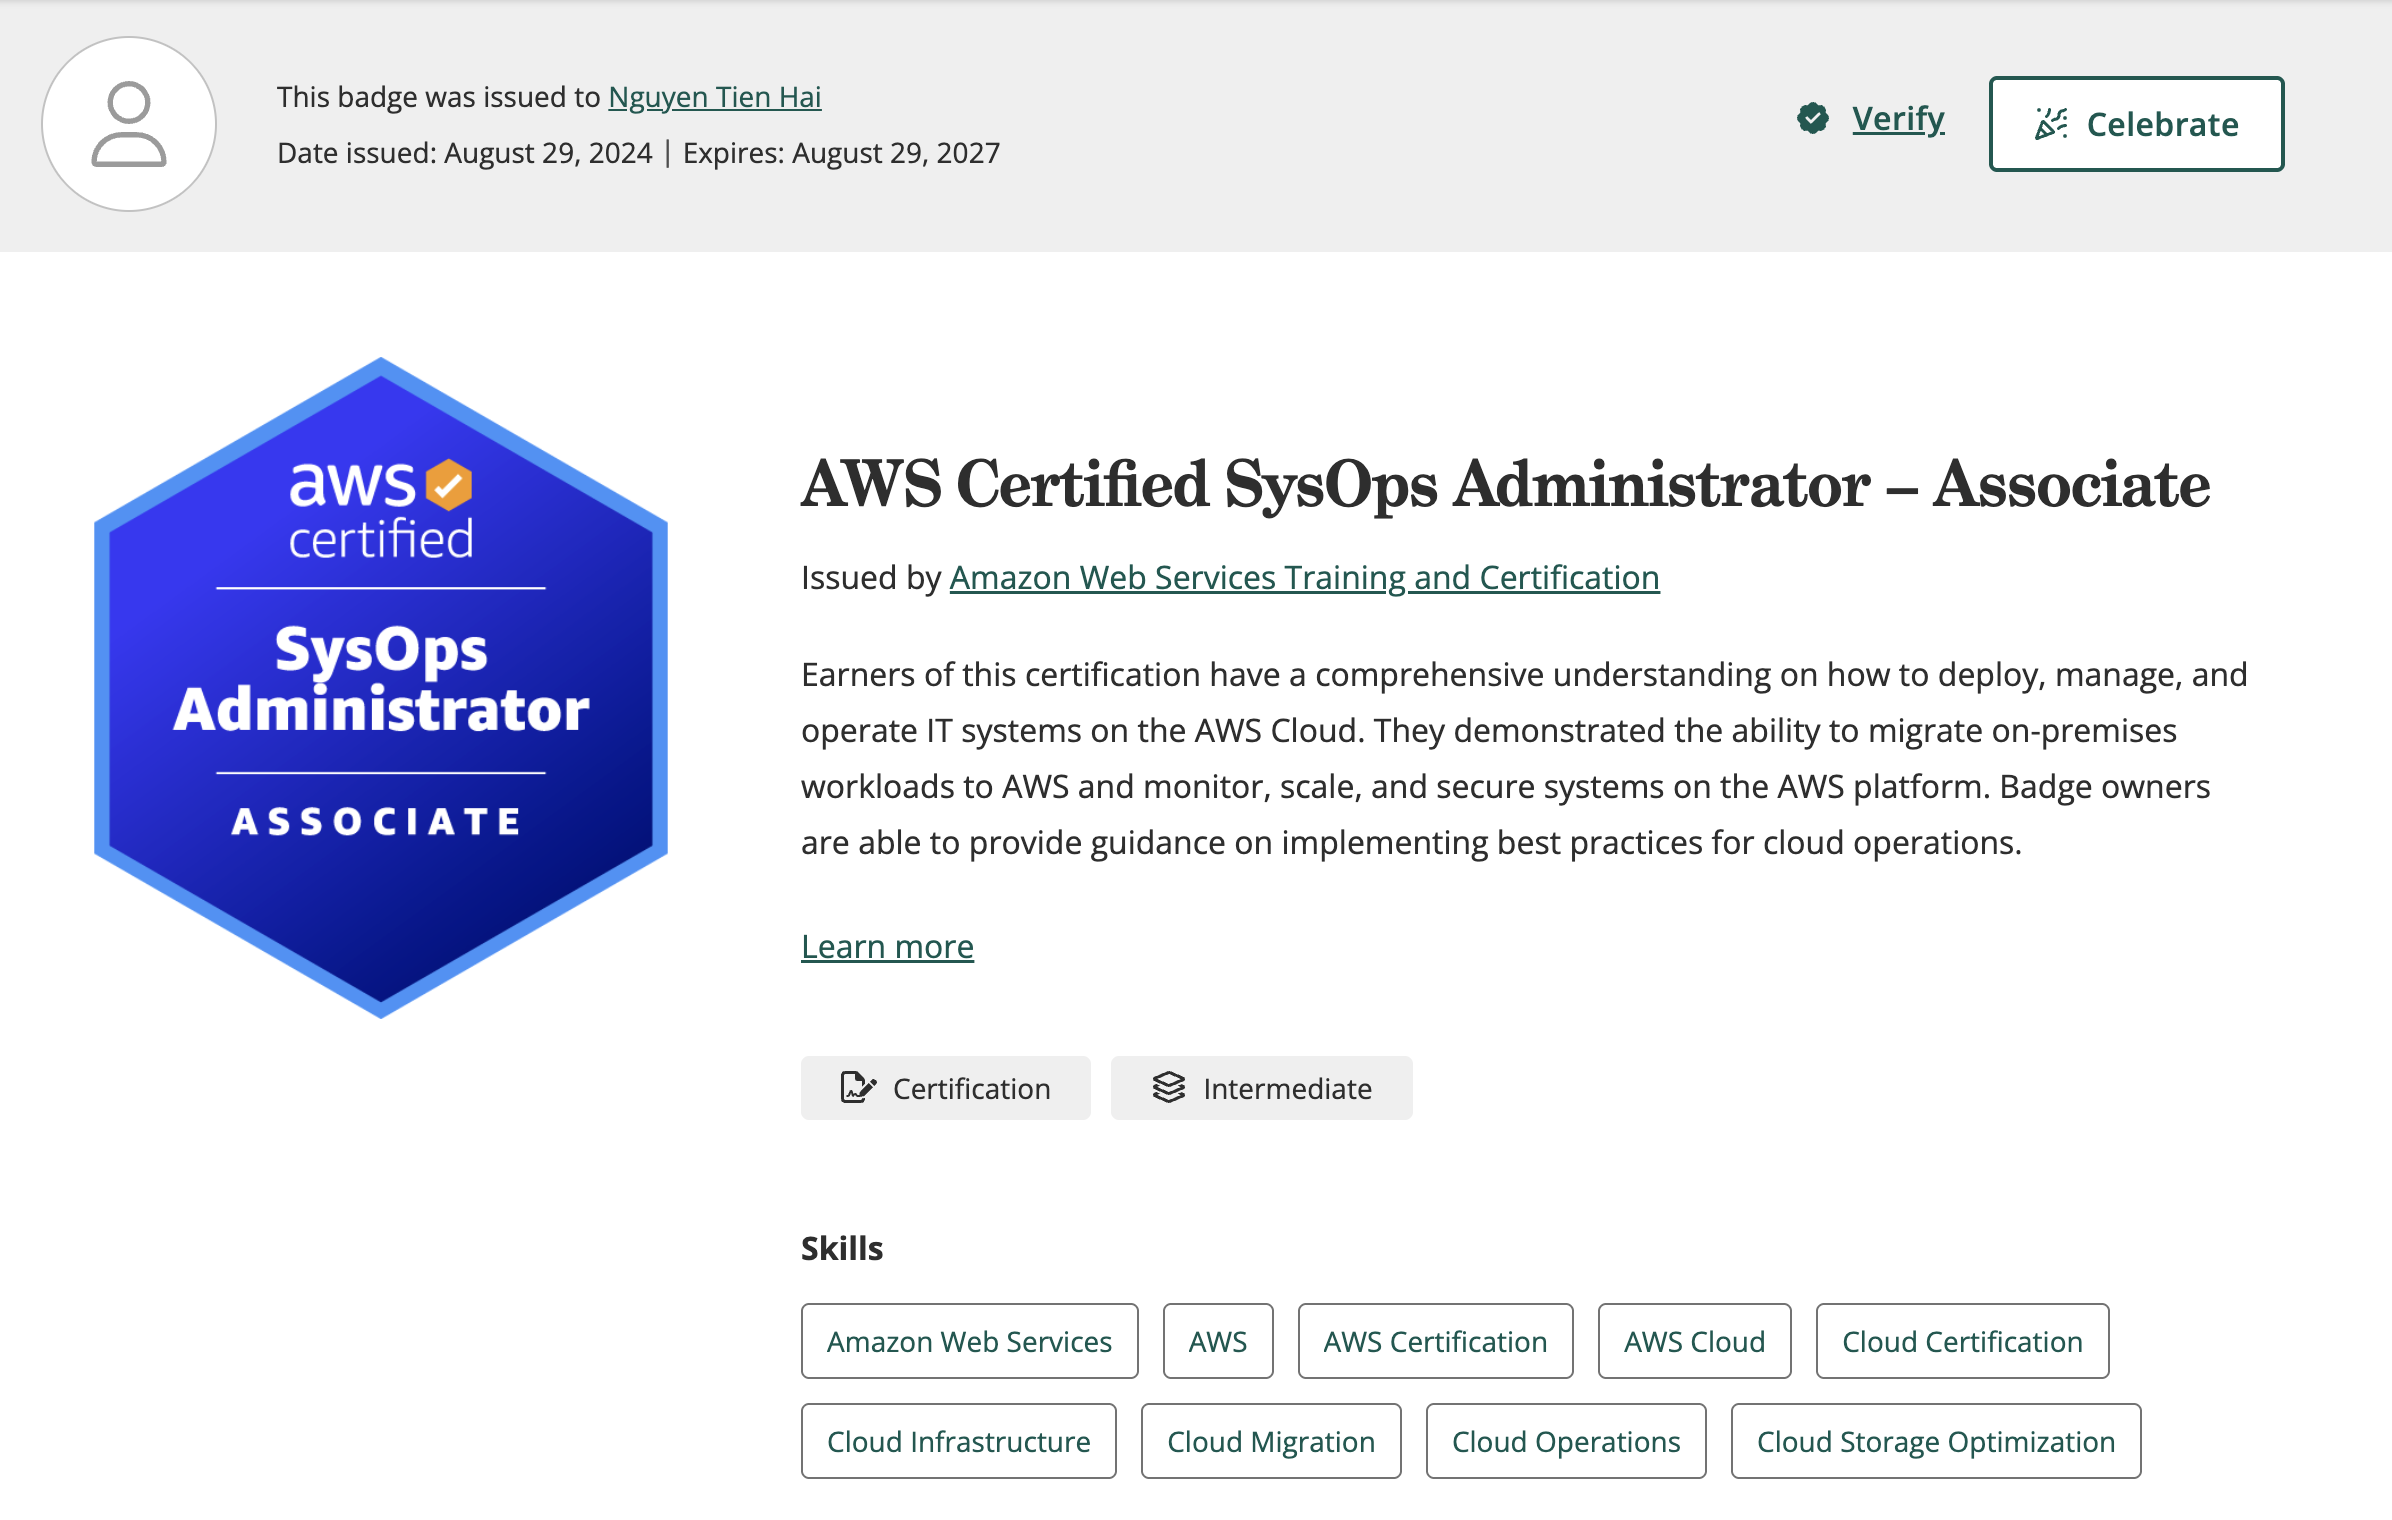 This badge was issued to Nguyen Tien Hai
Date issued: August 29, 2024 | Expires: August 29, 2027
Verify
Celebrate
aws
certified
SysOps
Administrator
ASSOCIATE
AWS Certified SysOps Administrator – Associate
Issued by Amazon Web Services Training and Certification
Earners of this certification have a comprehensive understanding on how to deploy, manage, and
operate IT systems on the AWS Cloud. They demonstrated the ability to migrate on-premises
workloads to AWS and monitor, scale, and secure systems on the AWS platform. Badge owners
are able to provide guidance on implementing best practices for cloud operations.
Learn more
Certification
Intermediate
Skills
Amazon Web Services
AWS
AWS Certification
AWS Cloud
Cloud Certification
Cloud Infrastructure
Cloud Migration
Cloud Operations
Cloud Storage Optimization